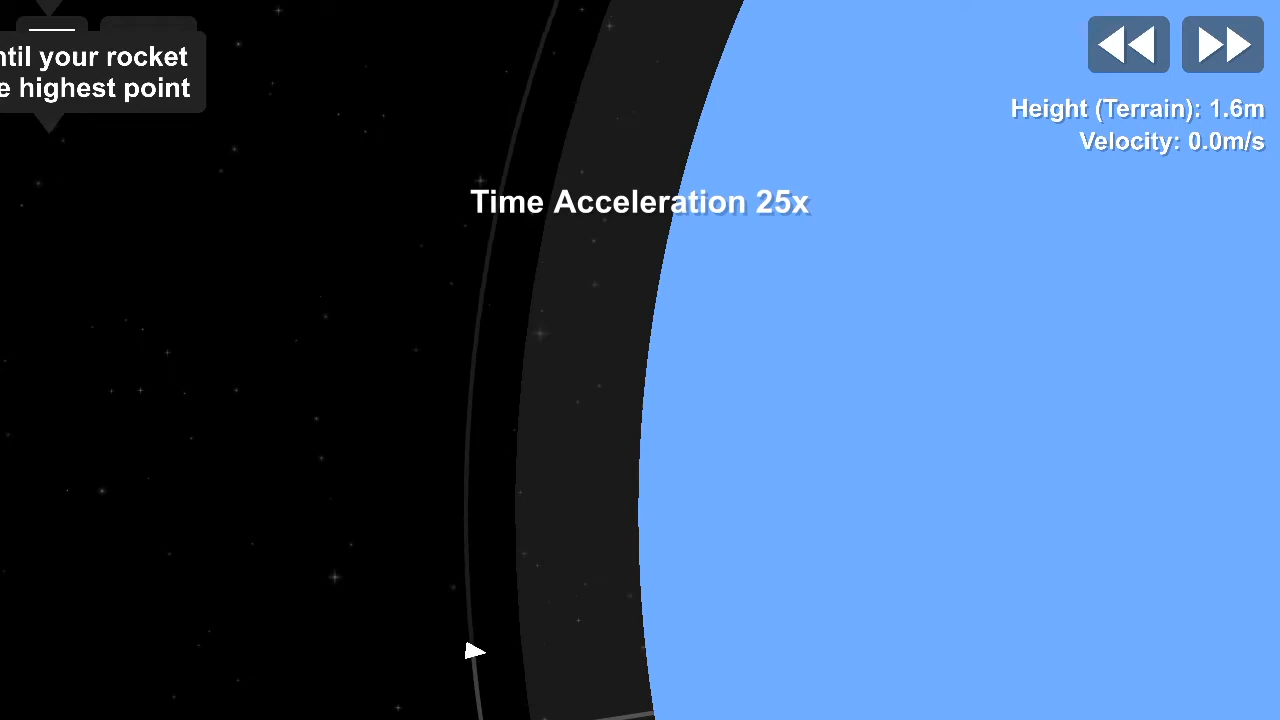 ntil your rocket
e highest point
Height (Terrain): 1.6m
Velocity: 0.0m/s
Time Acceleration 25x